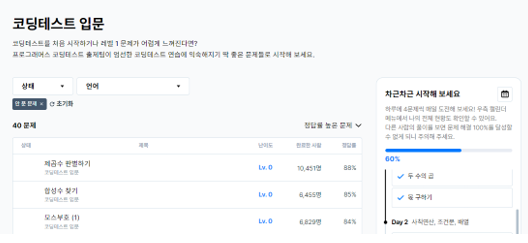 코딩테스트 입문
코딩테스트를 처음 시작하거나 레벨 1 문제가 어렵게 느껴진다면?
프로그래머스 코딩테스트 출제팀이 엄선한 코딩테스트 연습에 익숙해지기 딱 좋은 문제들로 시작해 보세요.
상태
언어
안 푼 문제 ×
초기화
40 문제
정답률 높은 문제
상태 제목 난이도 완료한 사람 정답률
제곱수 판별하기
코딩테스트 입문
Lv. 0 10,451명 88%
합성수 찾기
코딩테스트 입문
Lv. 0 6,455명 85%
모스부호 (1)
코딩테스트 입문
Lv. 0 6,829명 84%
차근차근 시작해 보세요
하루에 4문제씩 매일 도전해 보세요! 우측 캘린더
메뉴에서 나의 전체 현황도 확인할 수 있어요.
다른 사람의 풀이를 보면 문제 해결 100%를 달성할
수 없게 되니 주의해 주세요.
60%
두 수의 곱
몫 구하기
Day 2 사칙연산, 조건문, 배열